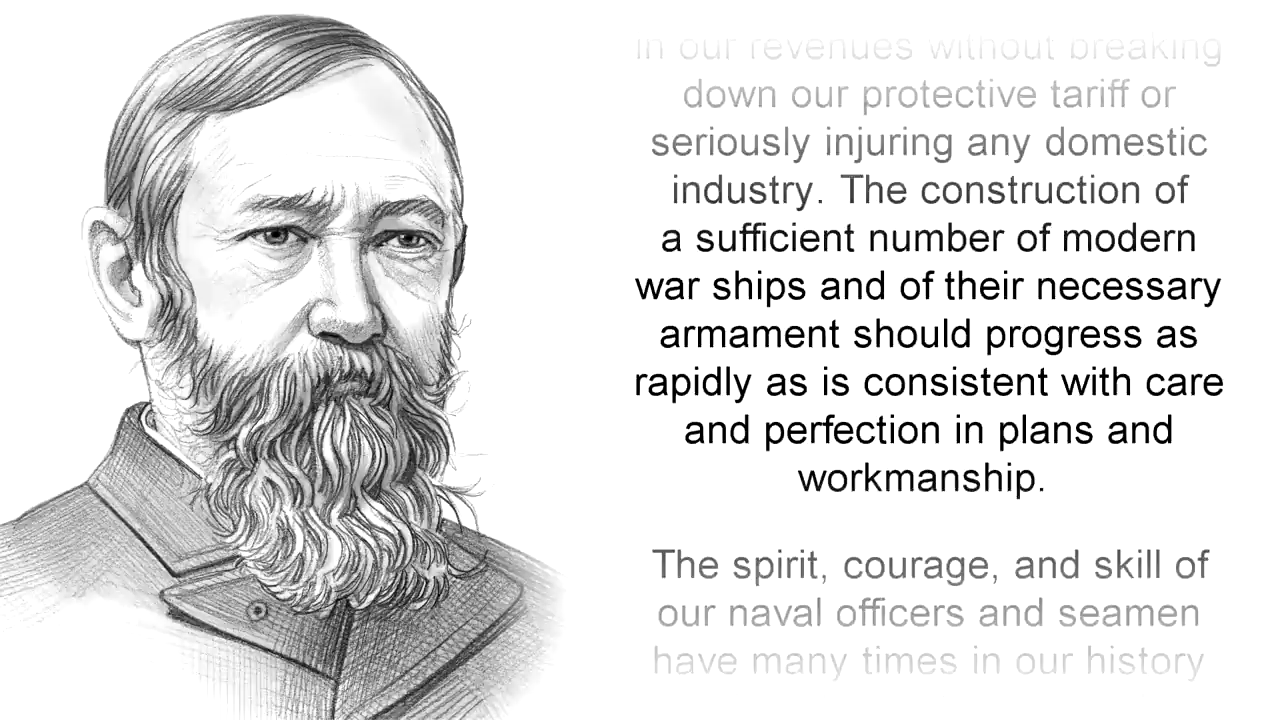 in our revenues without breaking
down our protective tariff or
seriously injuring any domestic
industry. The construction of
a sufficient number of modern
war ships and of their necessary
armament should progress as
rapidly as is consistent with care
and perfection in plans and
workmanship.
The spirit, courage, and skill of
our naval officers and seamen
have many times in our history